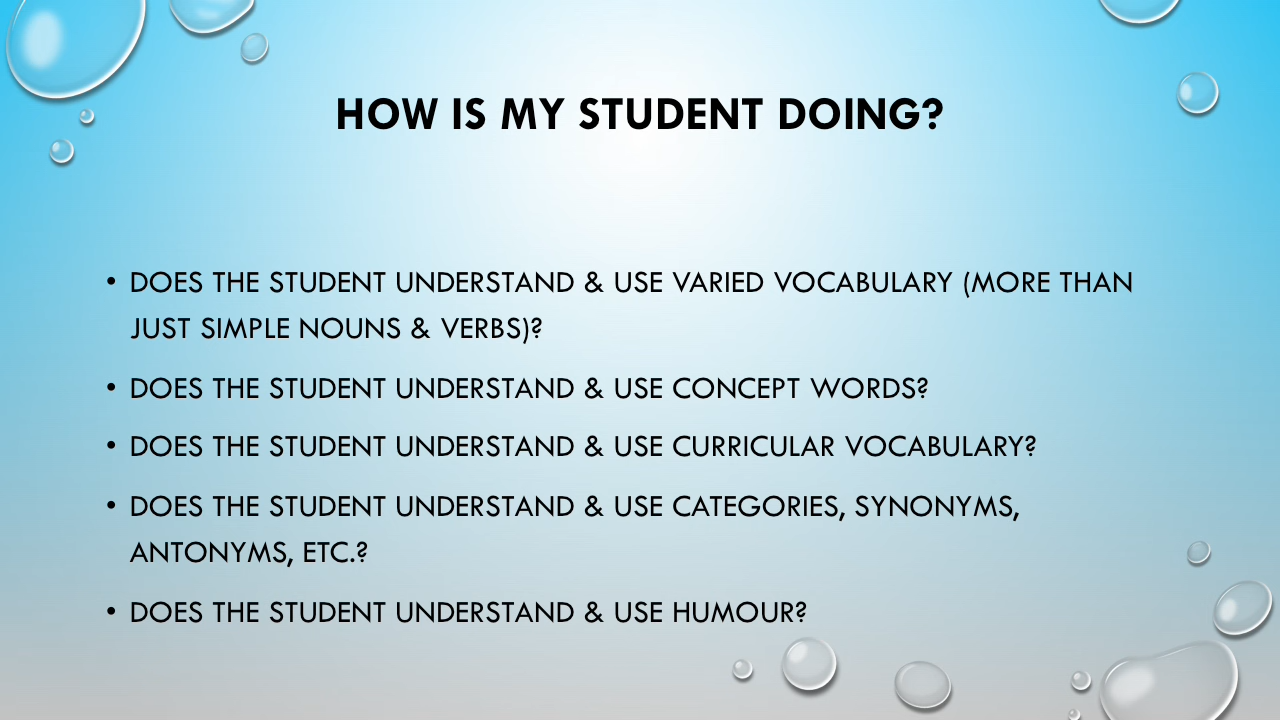 HOW IS MY STUDENT DOING?
• DOES THE STUDENT UNDERSTAND & USE VARIED VOCABULARY (MORE THAN
JUST SIMPLE NOUNS & VERBS)?
• DOES THE STUDENT UNDERSTAND & USE CONCEPT WORDS?
• DOES THE STUDENT UNDERSTAND & USE CURRICULAR VOCABULARY?
• DOES THE STUDENT UNDERSTAND & USE CATEGORIES, SYNONYMS,
ANTONYMS, ETC.?
• DOES THE STUDENT UNDERSTAND & USE HUMOUR?